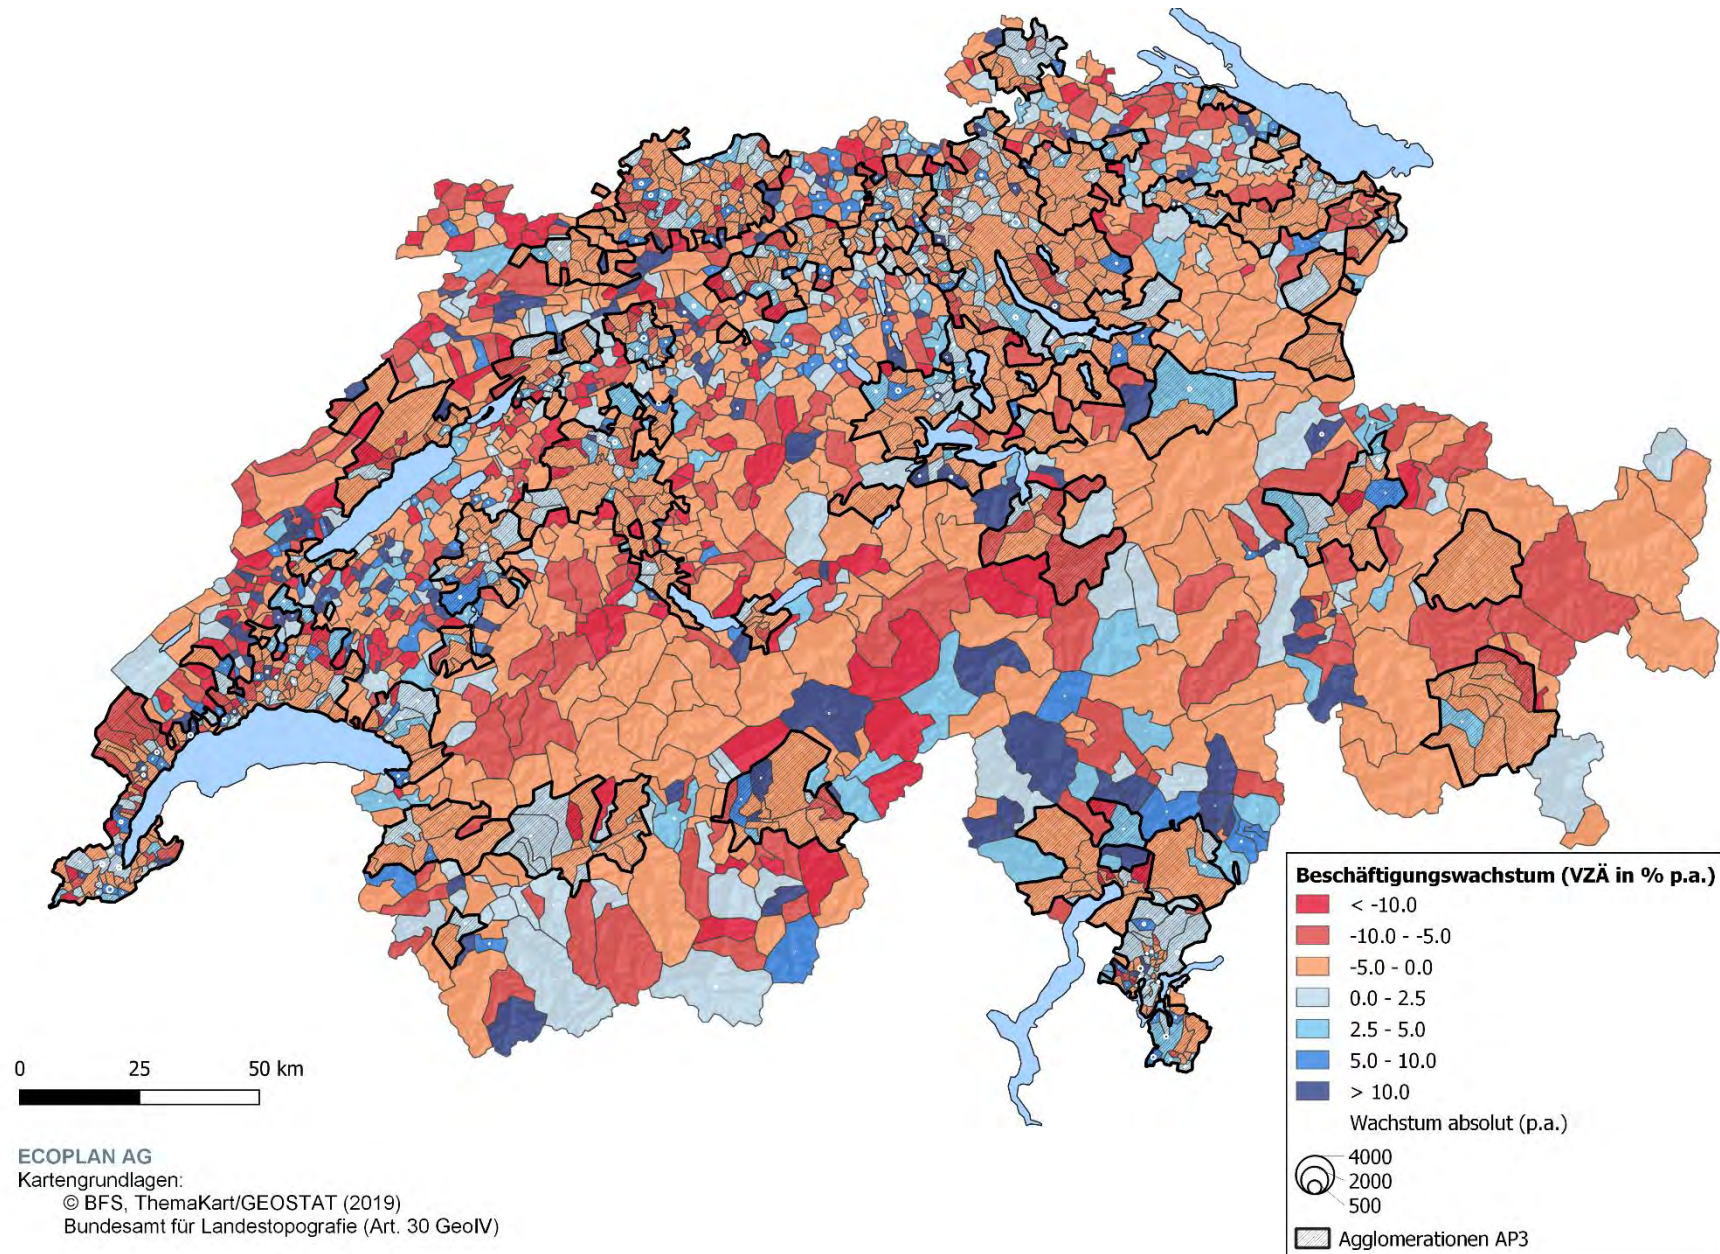 Beschäftigungswachstum (VZÄ in % p.a.)
< -10.0
-10.0 - -5.0
-5.0 - 0.0
0.0 - 2.5
2.5 - 5.0
5.0 - 10.0
> 10.0
Wachstum absolut (p.a.)
4000
2000
500
Agglomerationen AP3
0 25 50 km
ECOPLAN AG
Kartengrundlagen:
© BFS, ThemaKart/GEOSTAT (2019)
Bundesamt für Landestopografie (Art. 30 GeoIV)